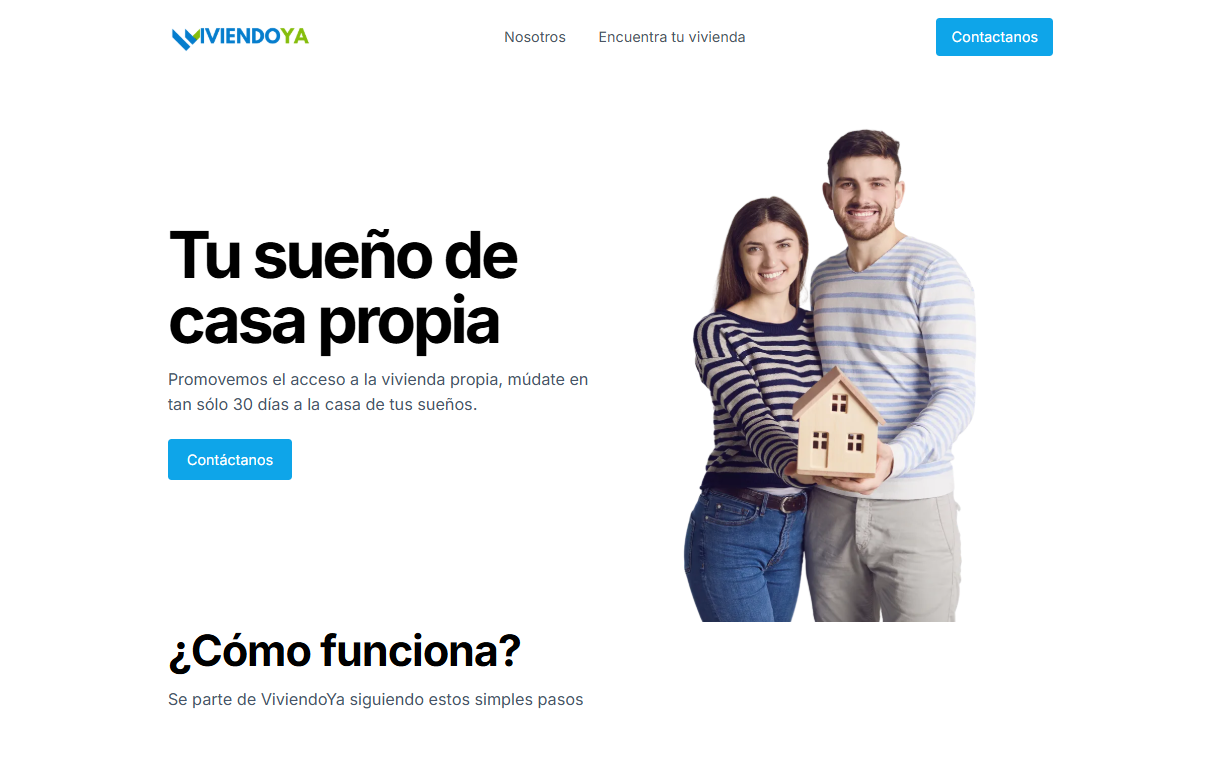 VIVIENDOYA
Nosotros
Encuentra tu vivienda
Contactanos
Tu sueño de
casa propia
Promovemos el acceso a la vivienda propia, múdate en
tan sólo 30 días a la casa de tus sueños.
Contáctanos
¿Cómo funciona?
Se parte de ViviendoYa siguiendo estos simples pasos